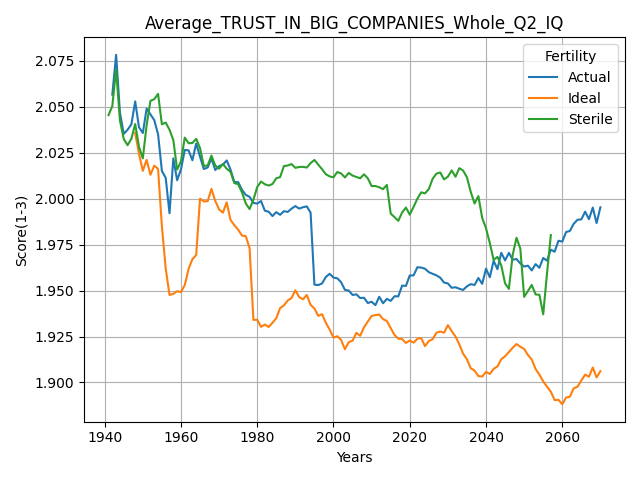 Average_TRUST_IN_BIG_COMPANIES_Whole_Q2_IQ
Fertility
Actual
Ideal
Sterile
Score(1-3)
2.075
2.050
2.025
2.000
1.975
1.950
1.925
1.900
1940 1960 1980 2000 2020 2040 2060
Years